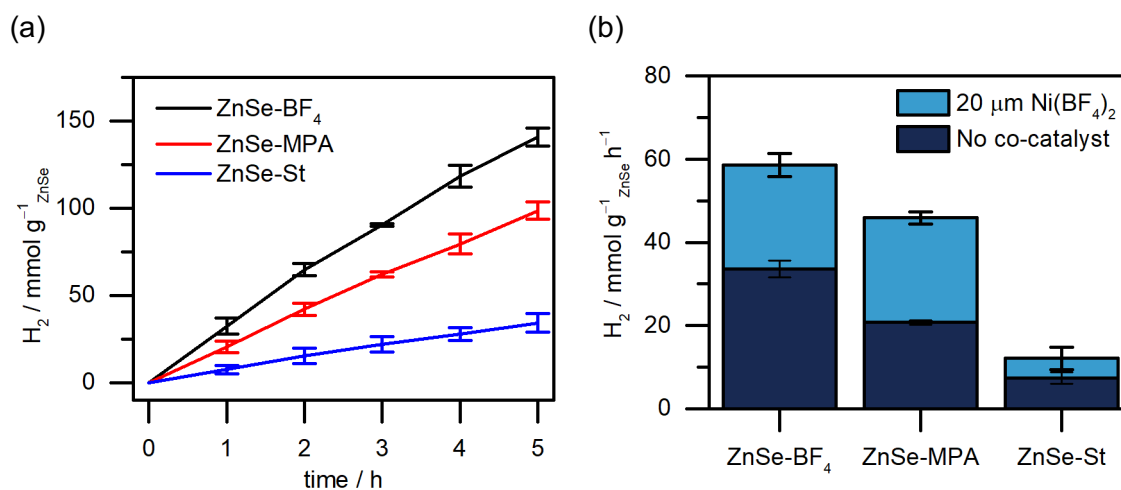 (a)
H₂ / mmol g⁻¹ ZnSe
150
100
50
0
ZnSe-BF₄
ZnSe-MPA
ZnSe-St
0 1 2 3 4 5
time / h
(b)
H₂ / mmol g⁻¹ ZnSe h⁻¹
80
60
40
20
0
20 μm Ni(BF₄)₂
No co-catalyst
ZnSe-BF₄ ZnSe-MPA ZnSe-St